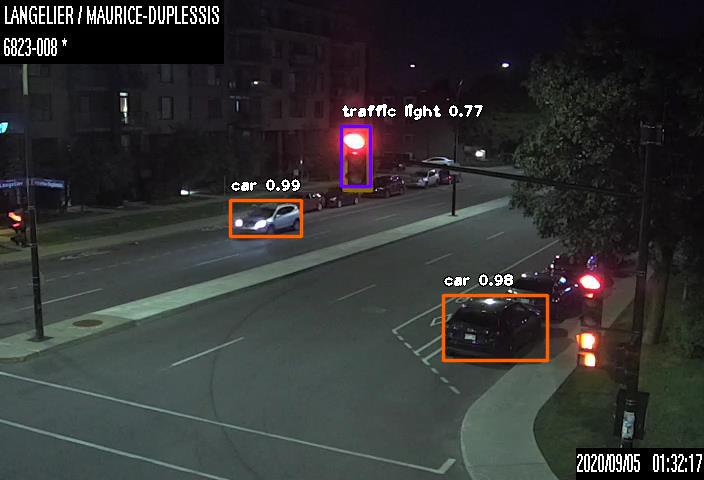 LANGELIER / MAURICE-DUPLESSIS
6823-008 *
traffic light 0.77
car 0.99
Langelier
car 0.98
2020/09/05 01:32:17